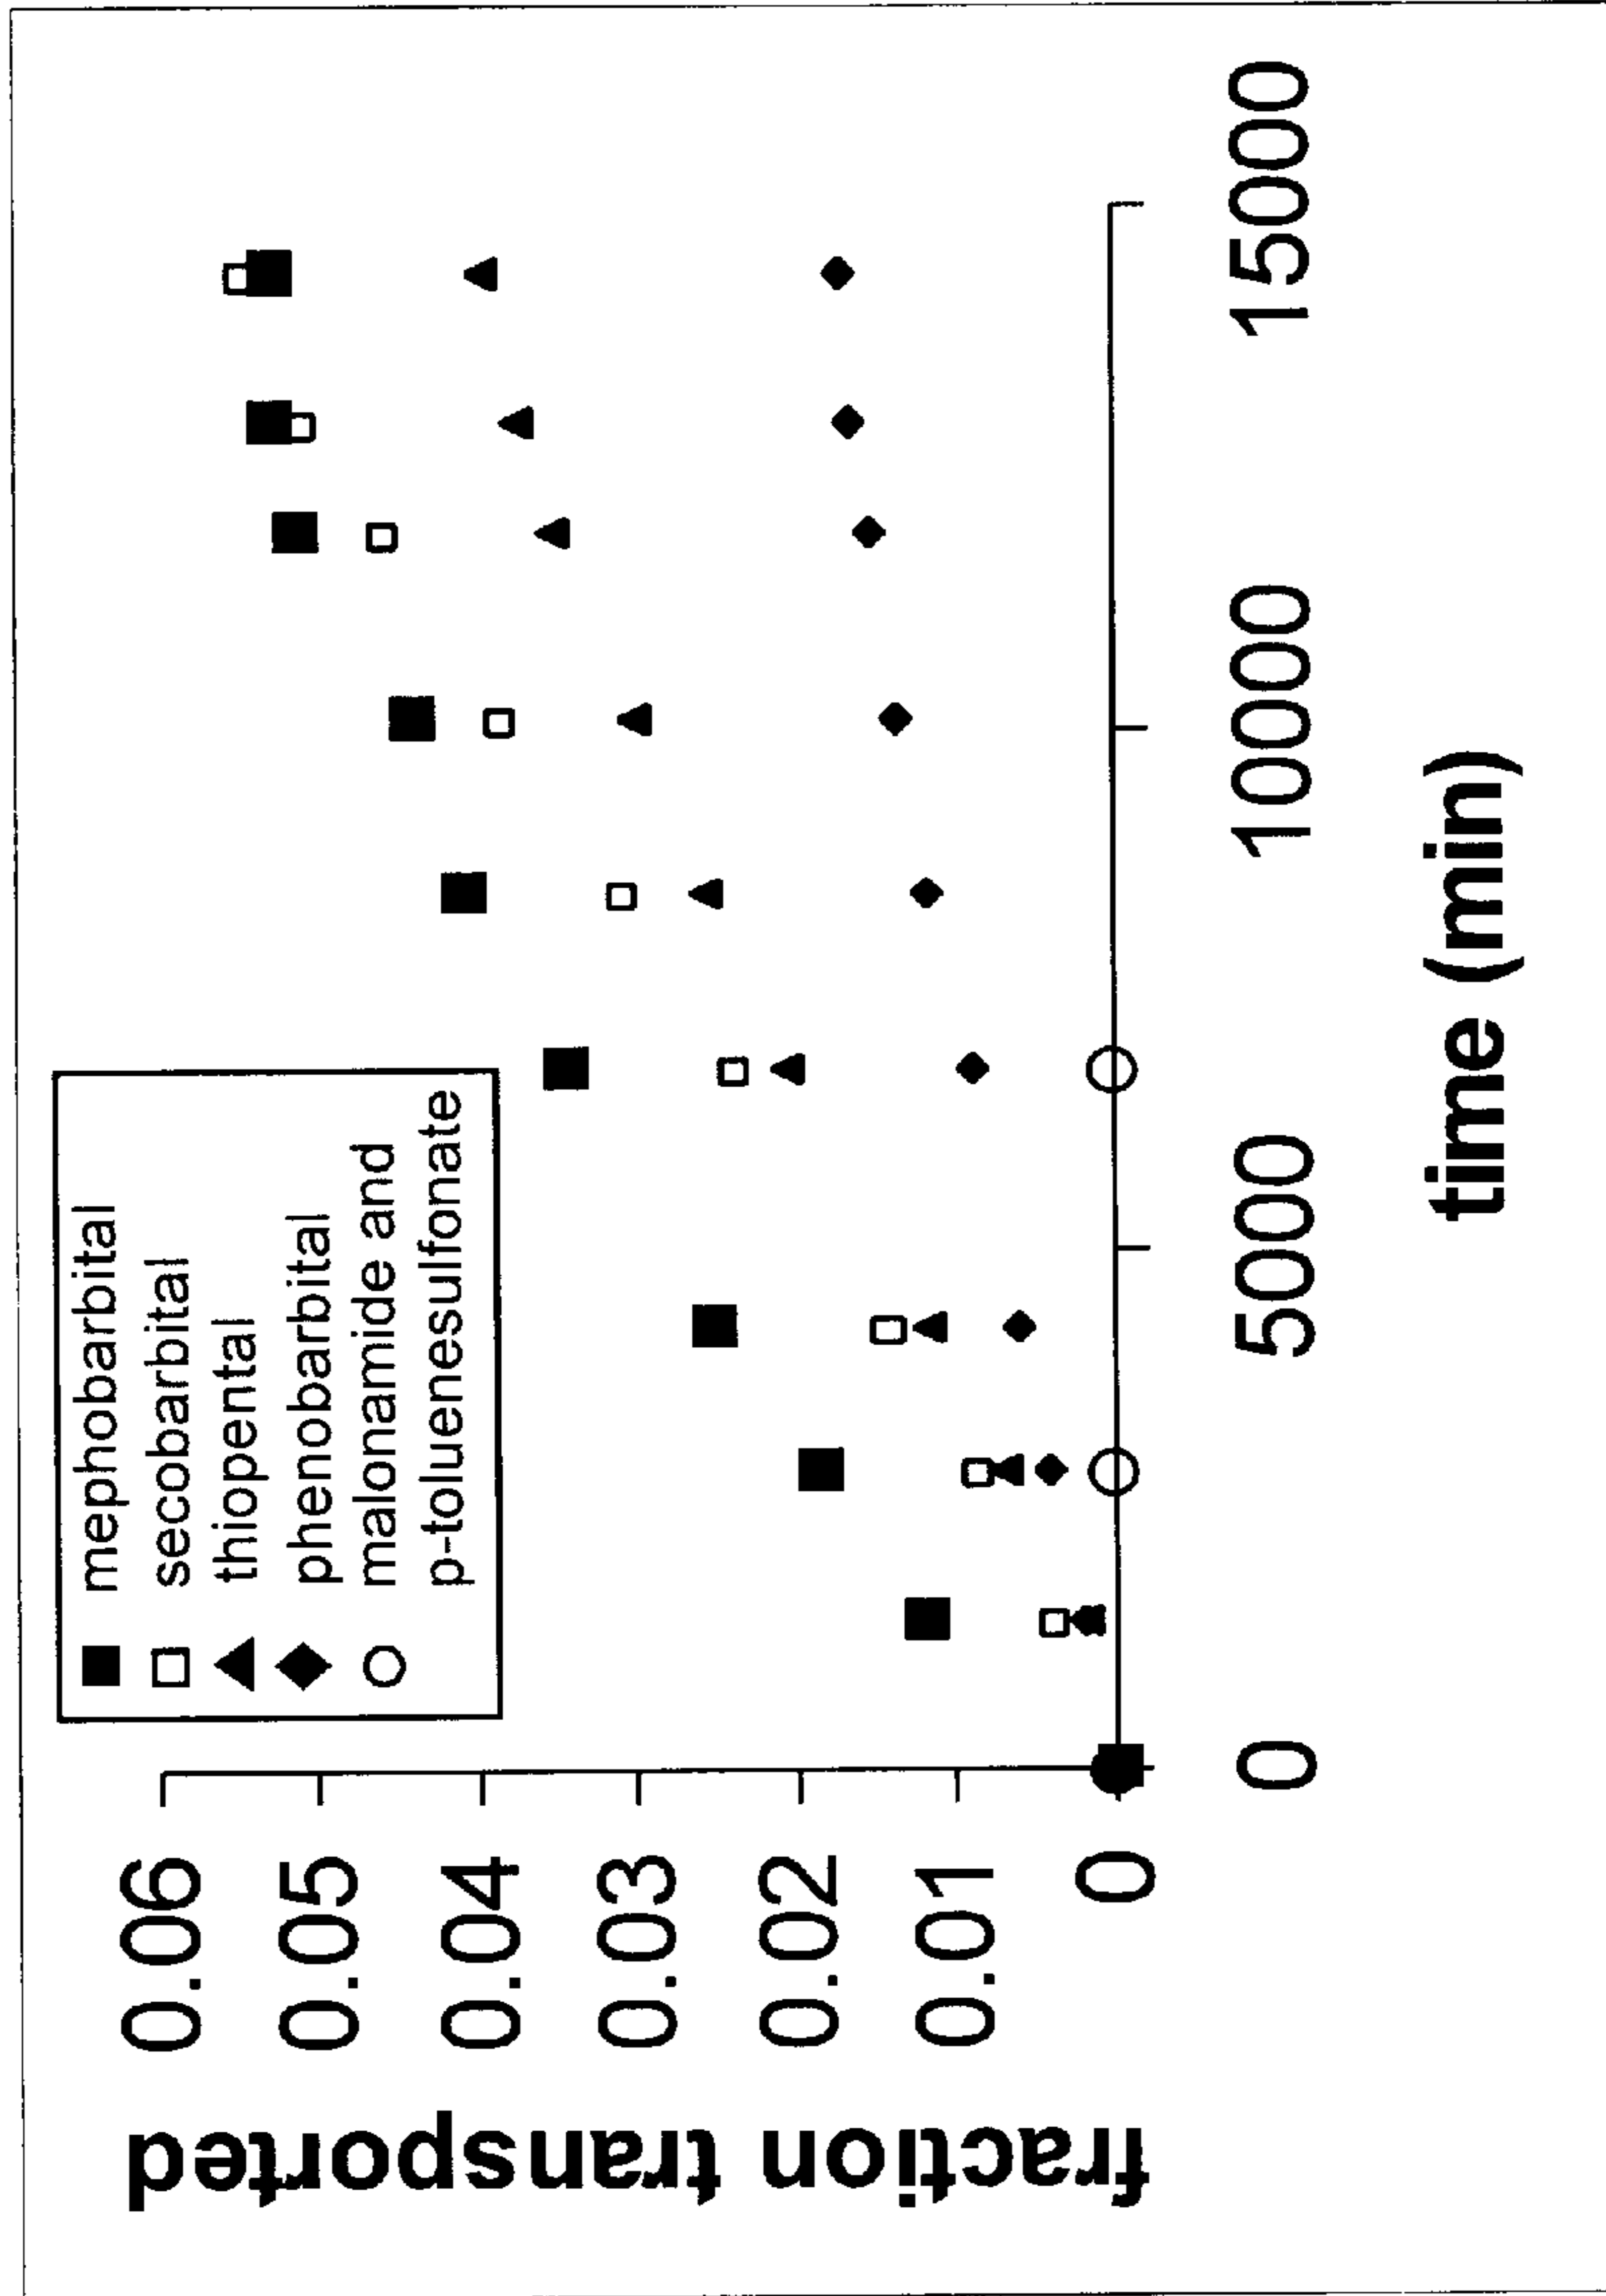 mephobarbital
secobarbital
thiopental
phenobarbital
malonamide and
p-toluenesulfonate
fraction transported
0.06
0.05
0.04
0.03
0.02
0.01
0
0
5000
10000
15000
time (min)